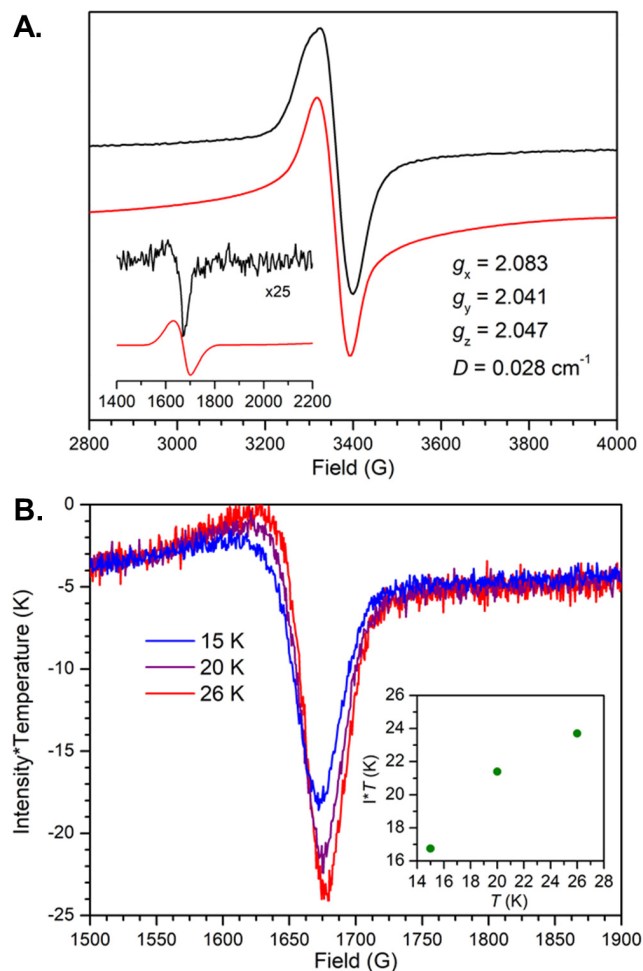 A.
x25
g_x = 2.083
g_y = 2.041
g_z = 2.047
D = 0.028 cm⁻¹
1400 1600 1800 2000 2200
2800 3000 3200 3400 3600 3800 4000
Field (G)
B.
Intensity*Temperature (K)
0
-5
-10
-15
-20
-25
15 K
20 K
26 K
I*T (K)
26
24
22
20
18
16
14 16 18 20 22 24 26 28
T (K)
1500 1550 1600 1650 1700 1750 1800 1850 1900
Field (G)